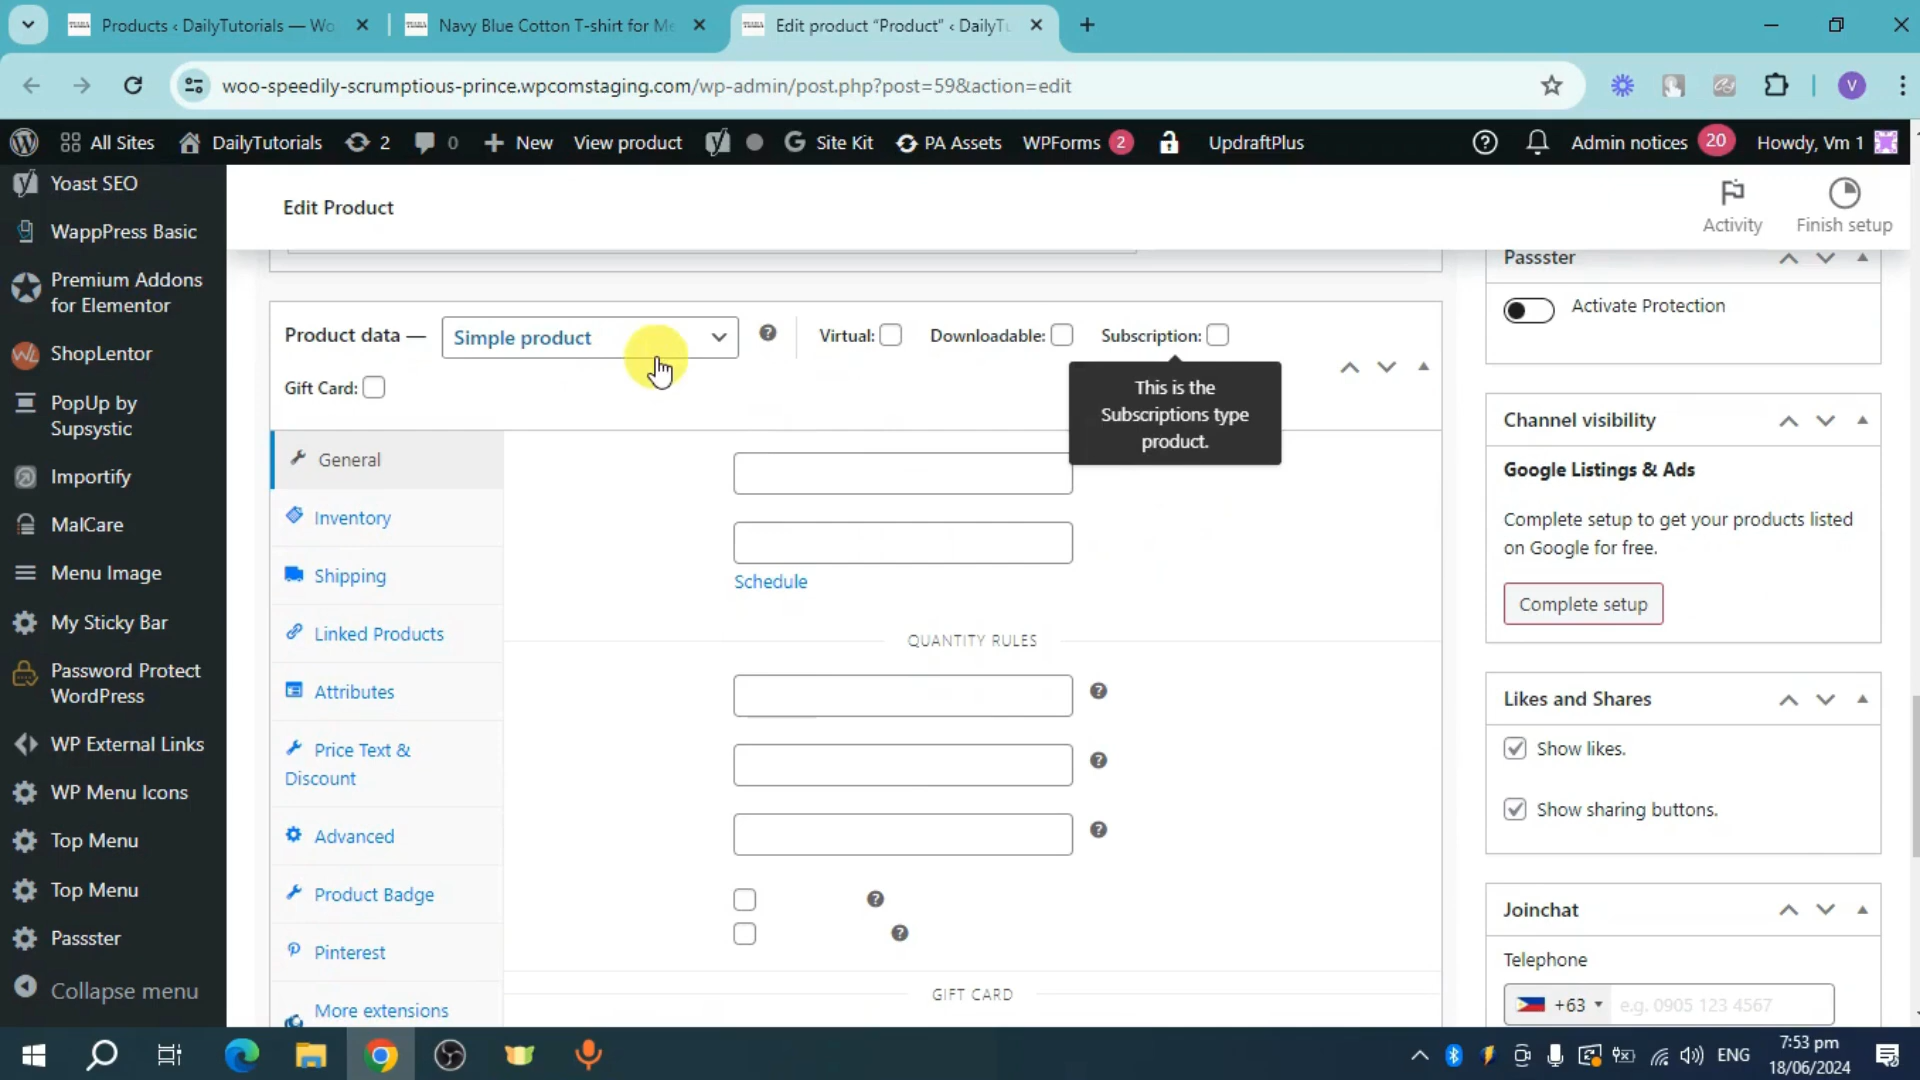 Products ‹ DailyTutorials — Wo
Navy Blue Cotton T-shirt for Me
Edit product “Product” ‹ DailyTu
woo-speedily-scrumptious-prince.wpcomstaging.com/wp-admin/post.php?post=59&action=edit
V
All Sites
DailyTutorials
2
0
New
View product
Site Kit
PA Assets
WPForms 2
UpdraftPlus
Admin notices 20
Howdy, Vm 1
Yoast SEO
WappPress Basic
Premium Addons
for Elementor
ShopLentor
PopUp by
Supsystic
Importify
MalCare
Menu Image
My Sticky Bar
Password Protect
WordPress
WP External Links
WP Menu Icons
Top Menu
Top Menu
Passster
Collapse menu
Edit Product
Activity
Finish setup
Product data —
Simple product
Virtual:
Downloadable:
Subscription:
Gift Card:
This is the
Subscriptions type
product.
General
Inventory
Shipping
Linked Products
Attributes
Price Text &
Discount
Advanced
Product Badge
Pinterest
More extensions
Schedule
QUANTITY RULES
GIFT CARD
Passster
Activate Protection
Channel visibility
Google Listings & Ads
Complete setup to get your products listed
on Google for free.
Complete setup
Likes and Shares
Show likes.
Show sharing buttons.
Joinchat
Telephone
+63
e.g. 0905 123 4567
ENG
7:53 pm
18/06/2024